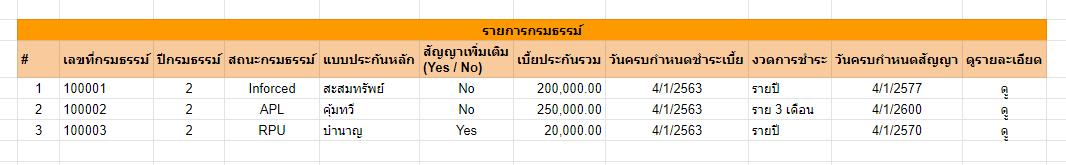 รายการกรมธรรม์
# เลขที่กรมธรรม์ ปีกรมธรรม์ สถนะกรมธรรม์ แบบประกันหลัก สัญญาเพิ่มเติม (Yes / No) เบี้ยประกันรวม วันครบกำหนดชำระเบี้ย งวดการชำระ วันครบกำหนดสัญญา ดูรายละเอียด
1 100001 2 Inforced สะสมทรัพย์ No 200,000.00 4/1/2563 รายปี 4/1/2577 ดู
2 100002 2 APL คุ้มทวี No 250,000.00 4/1/2563 ราย 3 เดือน 4/1/2600 ดู
3 100003 2 RPU บำนาญ Yes 20,000.00 4/1/2563 รายปี 4/1/2570 ดู